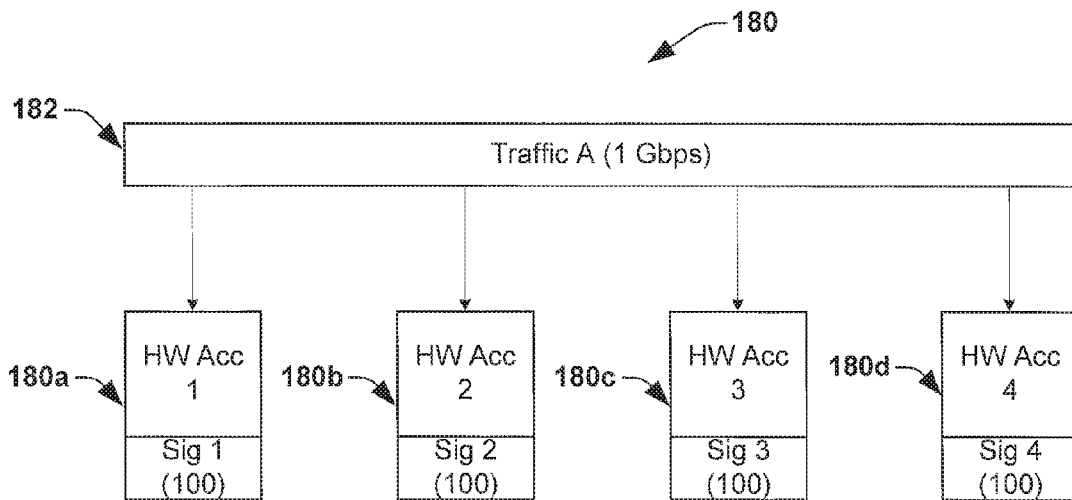 180
182
Traffic A (1 Gbps)
180a
HW Acc
1
Sig 1
(100)
180b
HW Acc
2
Sig 2
(100)
180c
HW Acc
3
Sig 3
(100)
180d
HW Acc
4
Sig 4
(100)